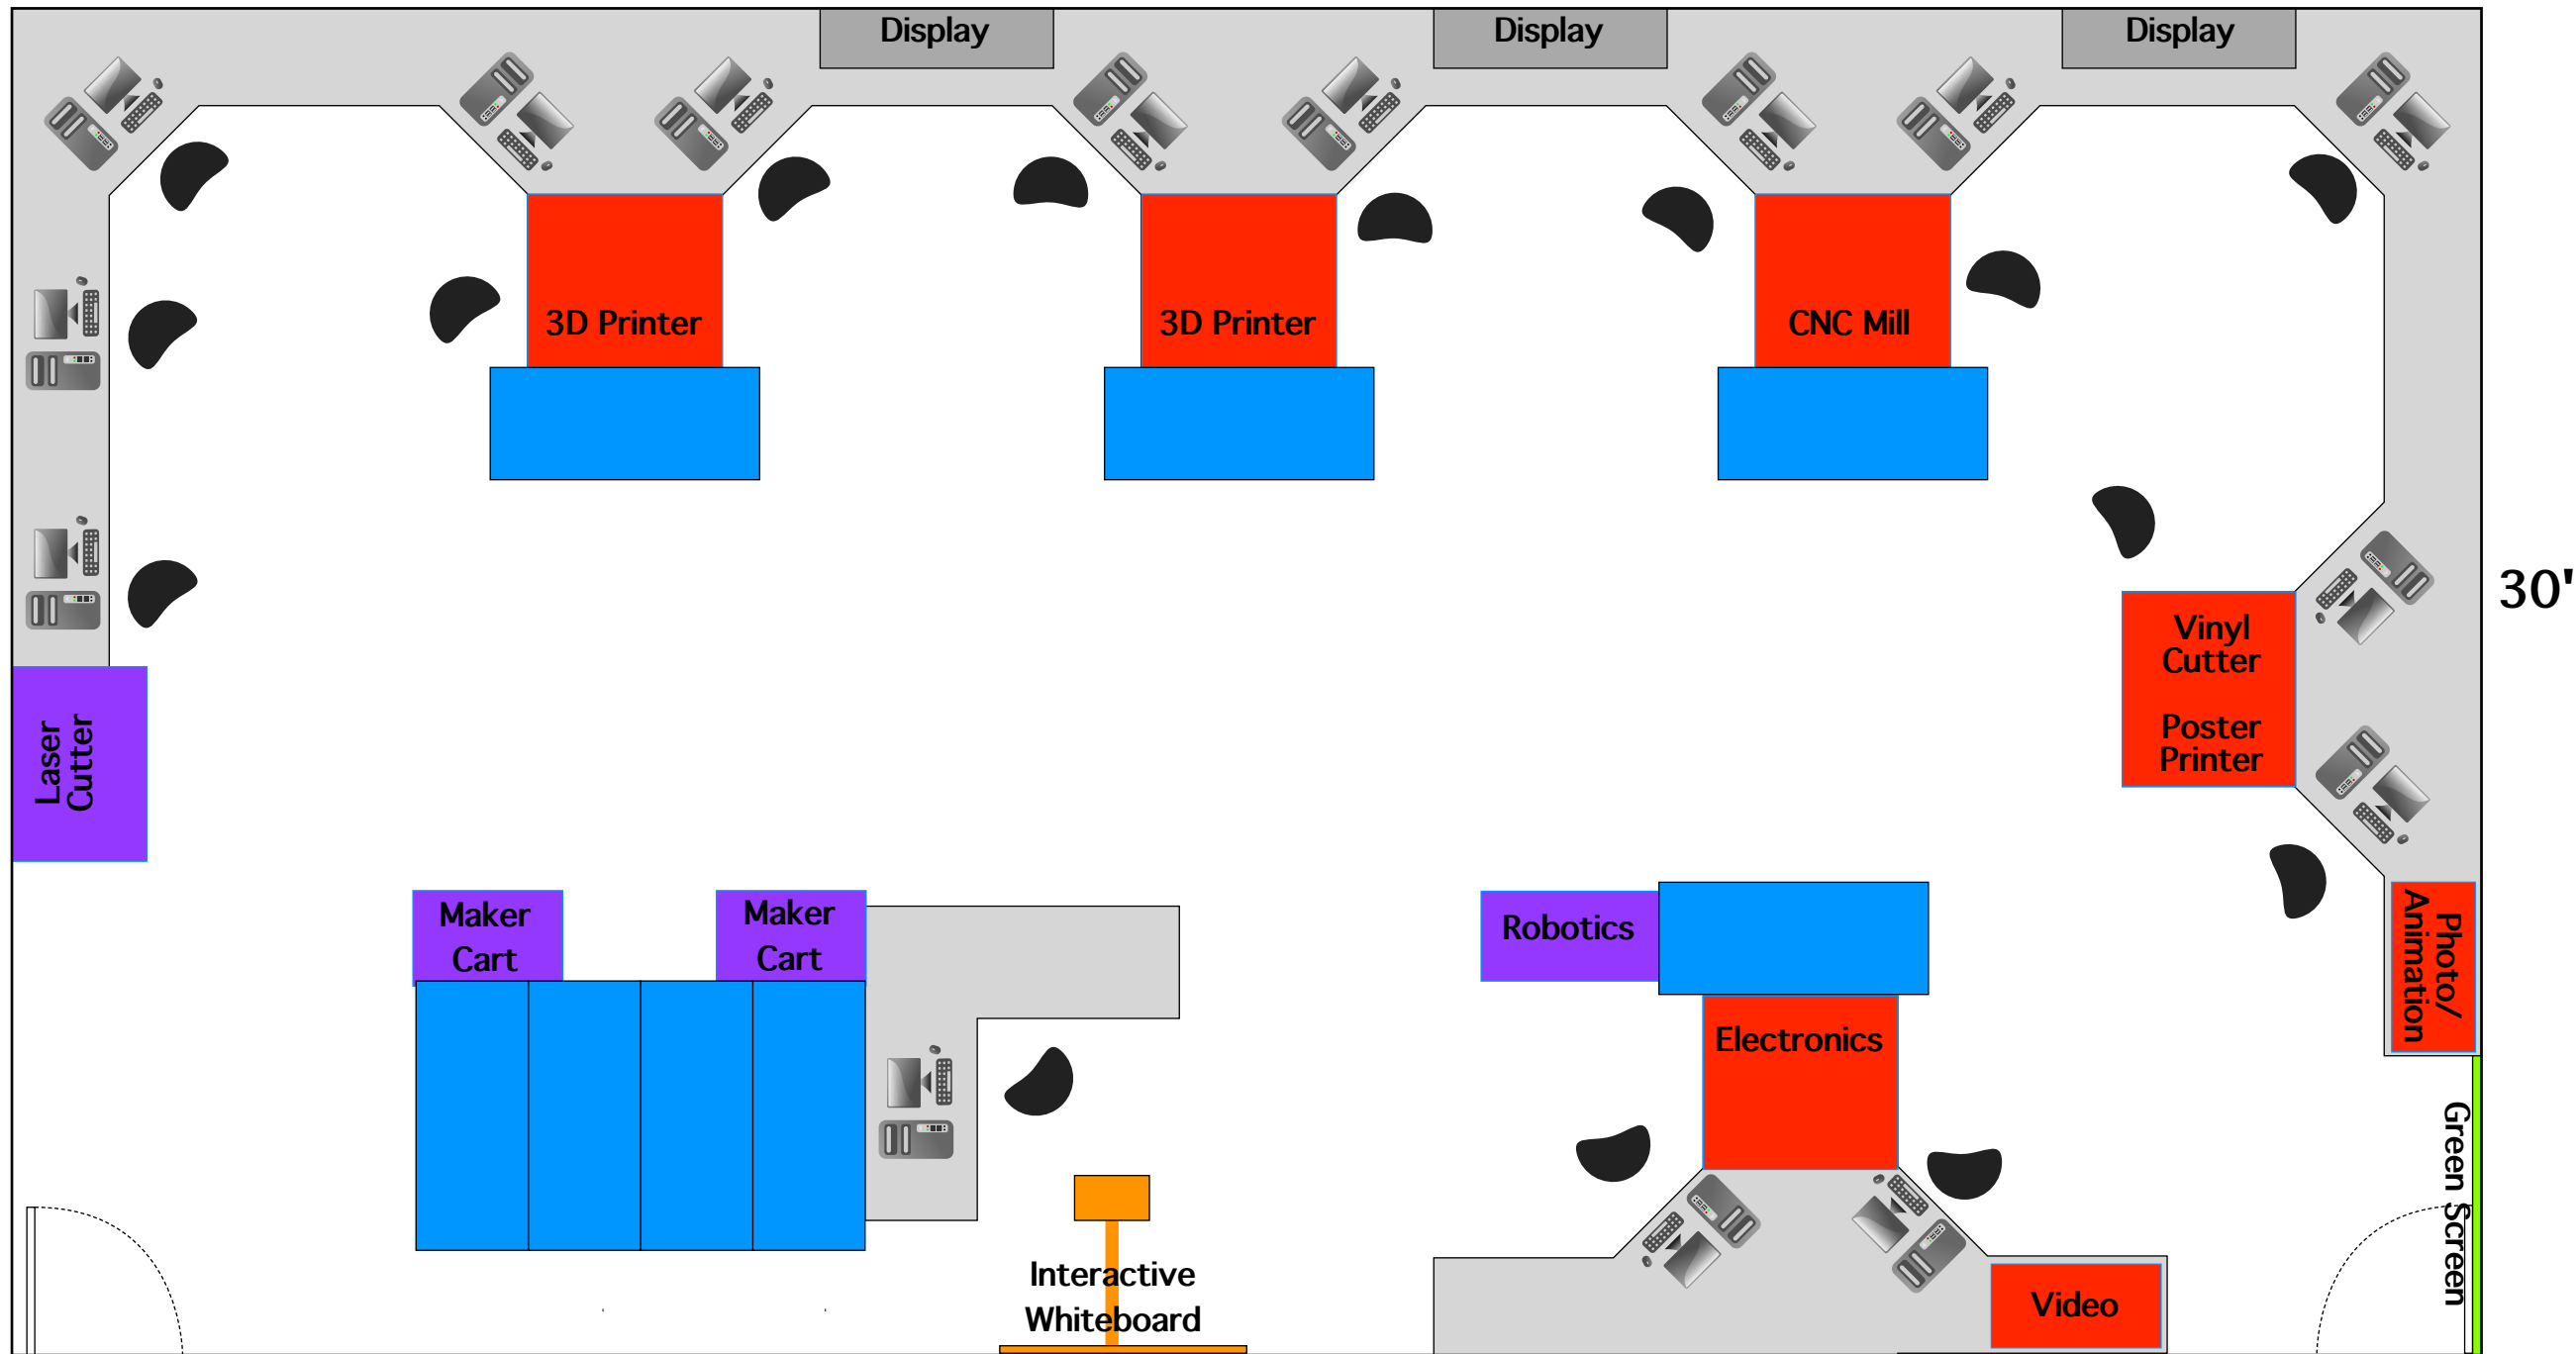 Display
Display
Display
3D Printer
3D Printer
CNC Mill
30'
Vinyl
Cutter
Poster
Printer
Laser
Cutter
Maker
Cart
Maker
Cart
Robotics
Photo/
Animation
Electronics
Green Screen
Interactive
Whiteboard
Video